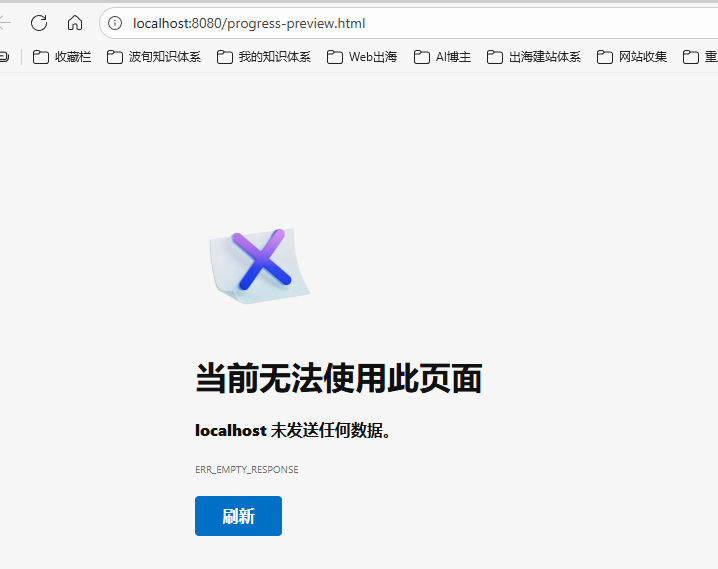 localhost:8080/progress-preview.html
收藏栏 波旬知识体系 我的知识体系 Web出海 AI博主 出海建站体系 网站收集 重
当前无法使用此页面
localhost 未发送任何数据。
ERR_EMPTY_RESPONSE
刷新